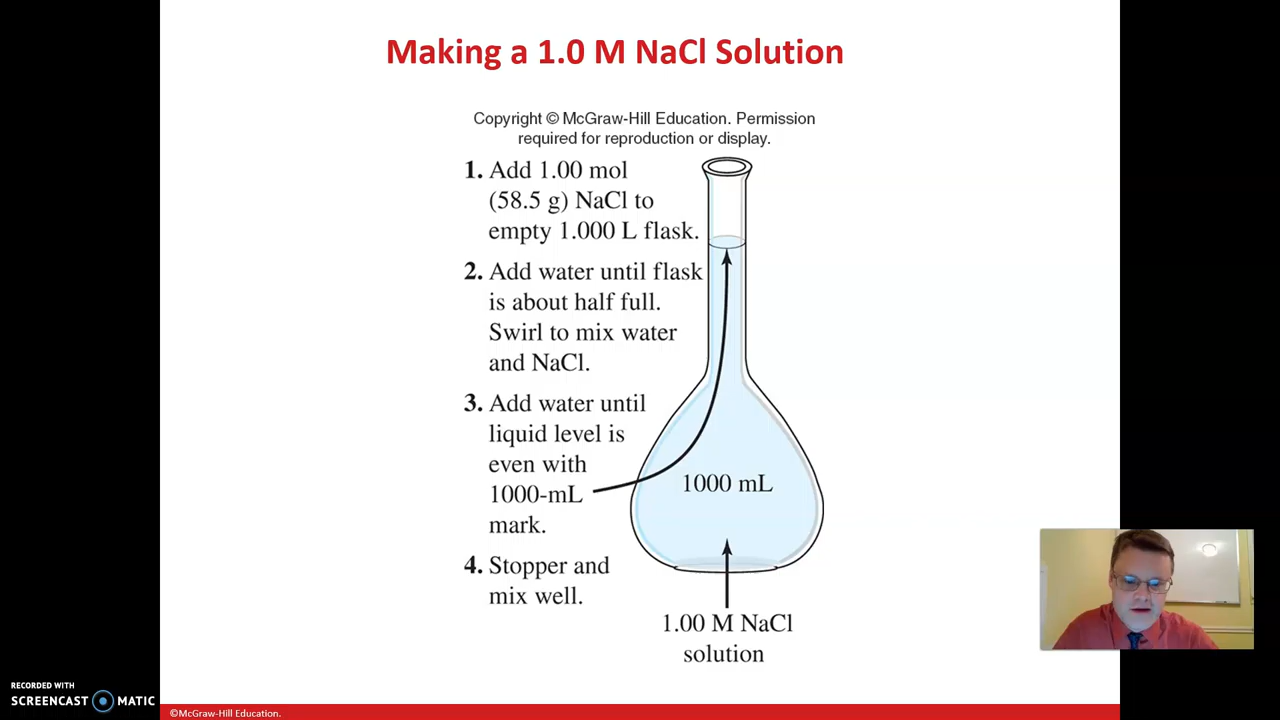 Making a 1.0 M NaCl Solution
Copyright © McGraw-Hill Education. Permission
required for reproduction or display.
1. Add 1.00 mol
(58.5 g) NaCl to
empty 1.000 L flask.
2. Add water until flask
is about half full.
Swirl to mix water
and NaCl.
3. Add water until
liquid level is
even with
1000-mL
mark.
4. Stopper and
mix well.
1000 mL
1.00 M NaCl
solution
RECORDED WITH
SCREENCAST MATIC
©McGraw-Hill Education.